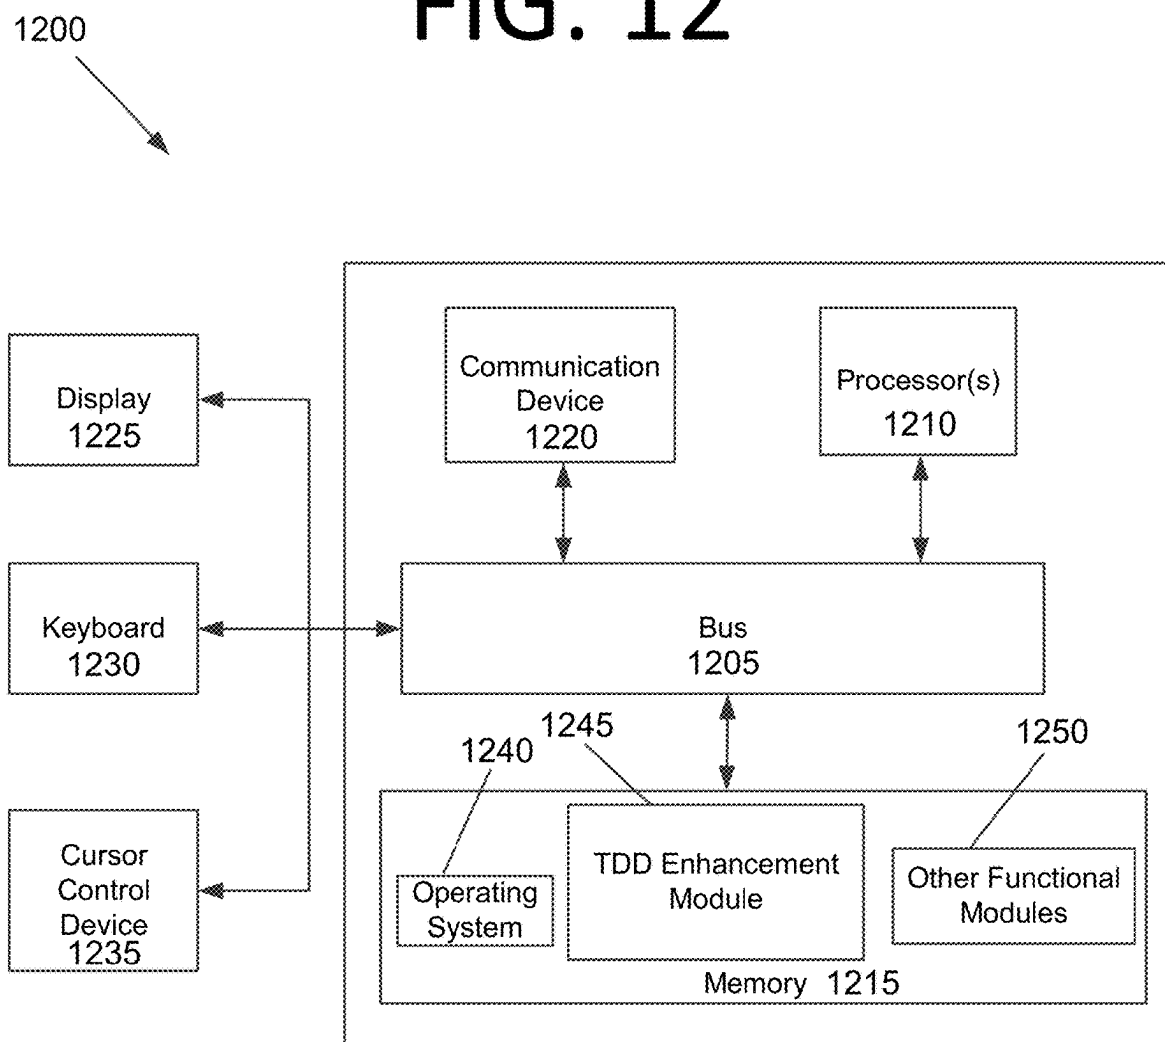 FIG. 12
1200
Communication
Device
1220
Processor(s)
1210
Display
1225
Keyboard
1230
Bus
1205
1245
1240
1250
Cursor
Control
Device
1235
Operating
System
TDD Enhancement
Module
Other Functional
Modules
Memory 1215